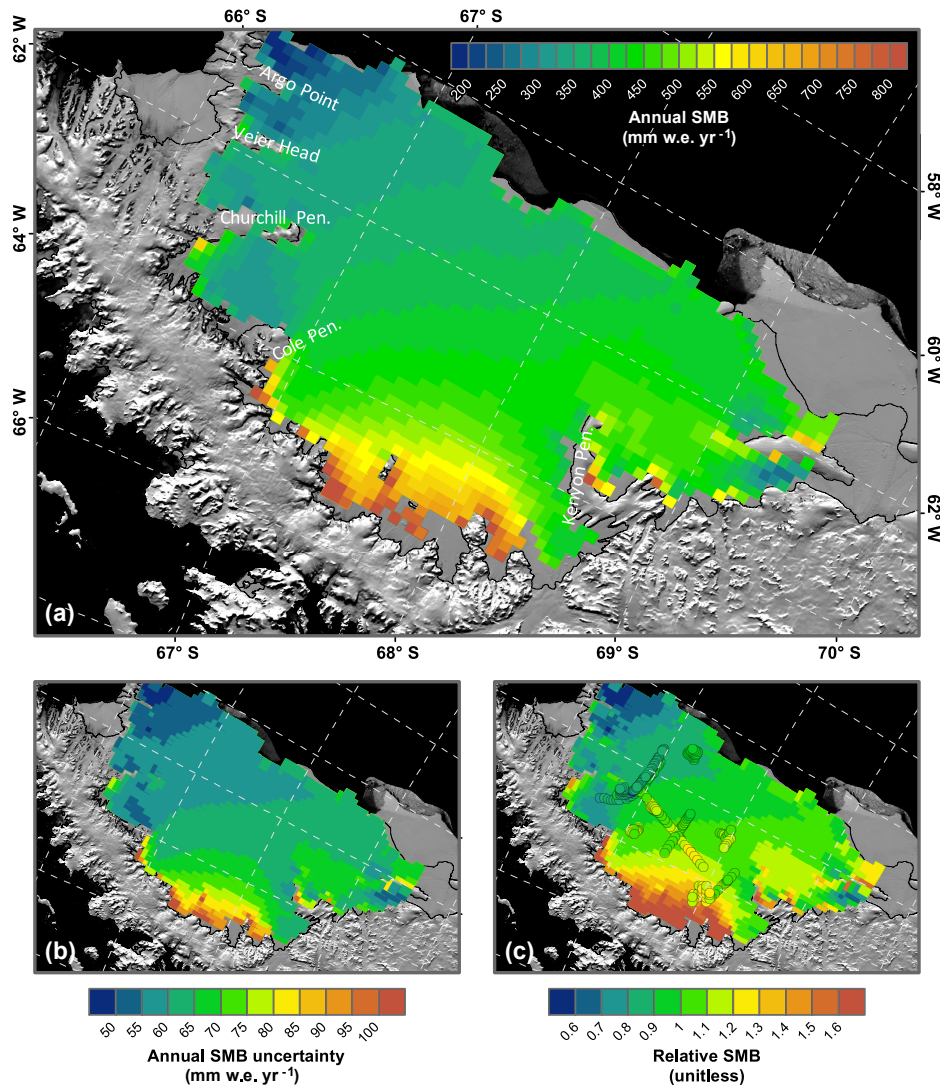 66° S
67° S
62° W
200 250 300 350 400 450 500 550 600 650 700 750 800
Annual SMB
(mm w.e. yr⁻¹)
Argo Point
Veier Head
58° W
Churchill Pen.
64° W
Cole Pen.
60° W
66° W
Kenyon Pen.
62° W
(a)
67° S
68° S
69° S
70° S
(b)
(c)
50 55 60 65 70 75 80 85 90 95 100
Annual SMB uncertainty
(mm w.e. yr⁻¹)
0.6 0.7 0.8 0.9 1 1.1 1.2 1.3 1.4 1.5 1.6
Relative SMB
(unitless)